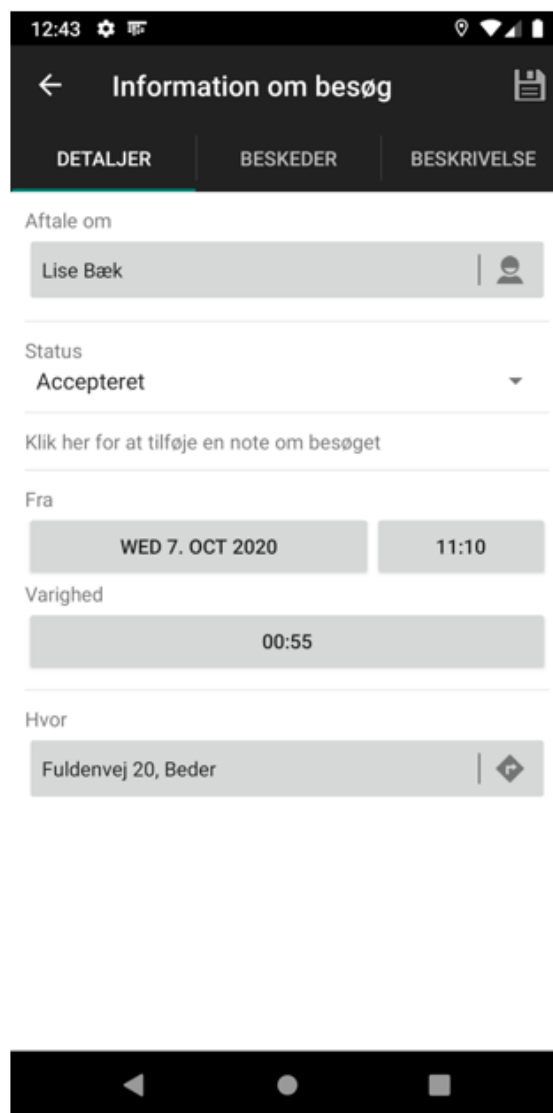 12:43
Information om besøg
DETALJER BESKEDER BESKRIVELSE
Aftale om
Lise Bæk
Status
Accepteret
Klik her for at tilføje en note om besøget
Fra
WED 7. OCT 2020 11:10
Varighed
00:55
Hvor
Fuldenvej 20, Beder